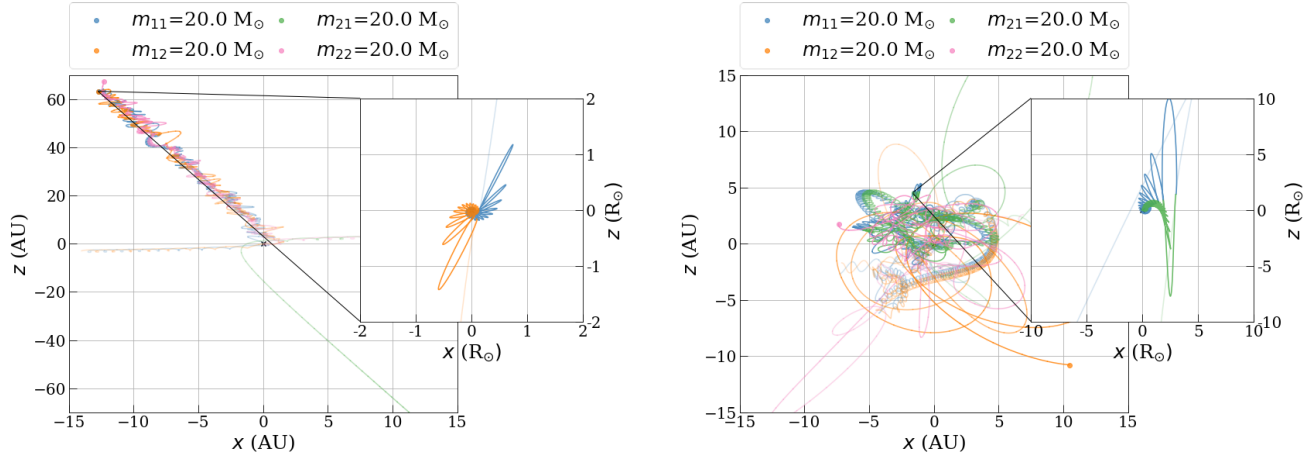 m₁₁=20.0 M⊙ m₂₁=20.0 M⊙
m₁₂=20.0 M⊙ m₂₂=20.0 M⊙
60
40
20
0
−20
−40
−60
z (AU)
−15 −10 −5 0 5 10 15
x (AU)
2
1
0
-1
-2
z (R⊙)
-2 -1 0 1 2
x (R⊙)
m₁₁=20.0 M⊙ m₂₁=20.0 M⊙
m₁₂=20.0 M⊙ m₂₂=20.0 M⊙
15
10
5
0
−5
−10
−15
z (AU)
−15 −10 −5 0 5 10 15
x (AU)
10
5
0
-5
-10
z (R⊙)
-10 -5 0 5 10
x (R⊙)